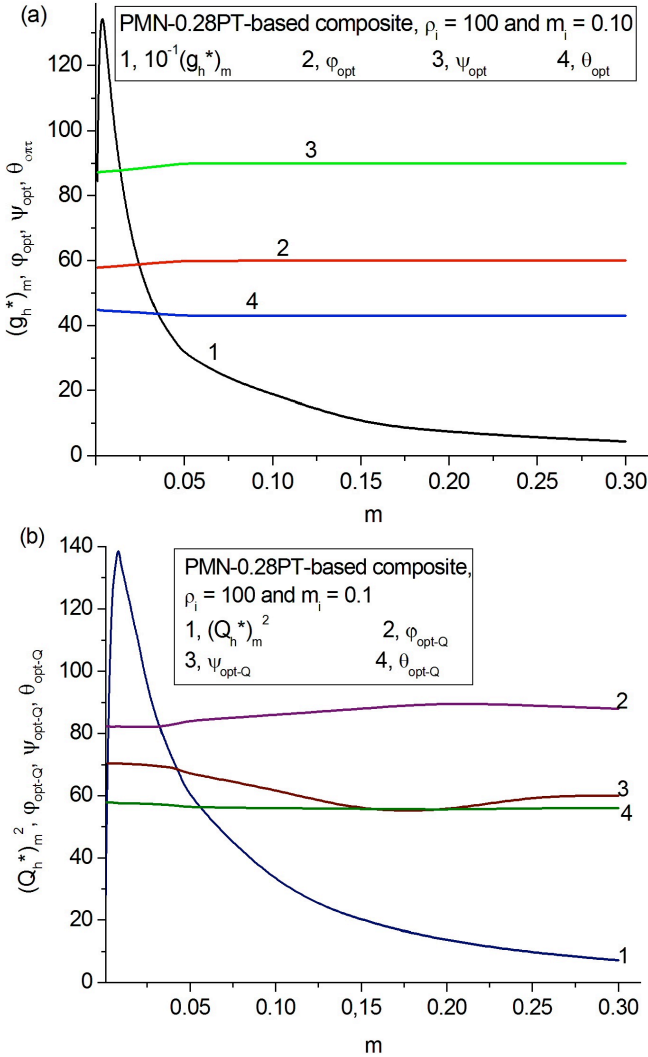 (a)
PMN-0.28PT-based composite, ρi = 100 and mi = 0.10
1, 10⁻¹(gh*)m 2, φopt 3, ψopt 4, θopt
(gh*)m, φopt, ψopt, θοπτ
120
100
80
60
40
20
0
3
2
4
1
0.05 0.10 0.15 0.20 0.25 0.30
m
(b)
PMN-0.28PT-based composite,
ρi = 100 and mi = 0.1
1, (Qh*)m² 2, φopt-Q
3, ψopt-Q 4, θopt-Q
(Qh*)m², φopt-Q, ψopt-Q, θopt-Q
140
120
100
80
60
40
20
0
2
3
4
1
0.05 0.10 0,15 0.20 0.25 0.30
m